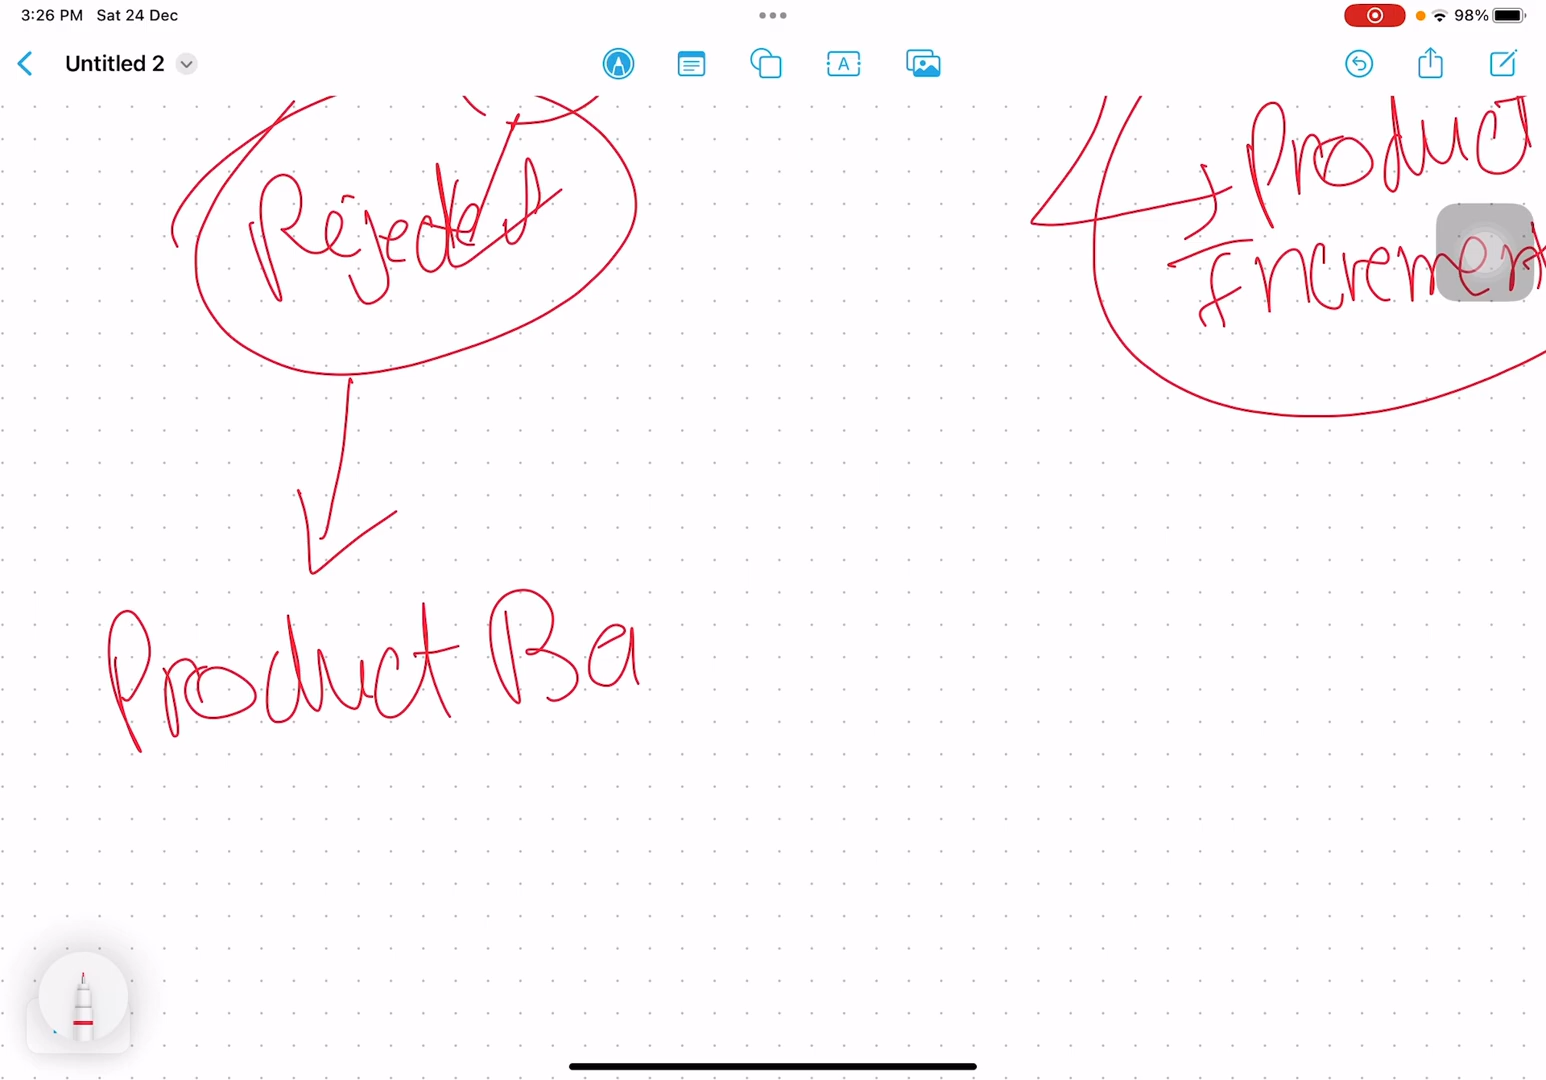 3:26 PM Sat 24 Dec
98%
Untitled 2
A
Rejected
Product
Increment
Product Ba